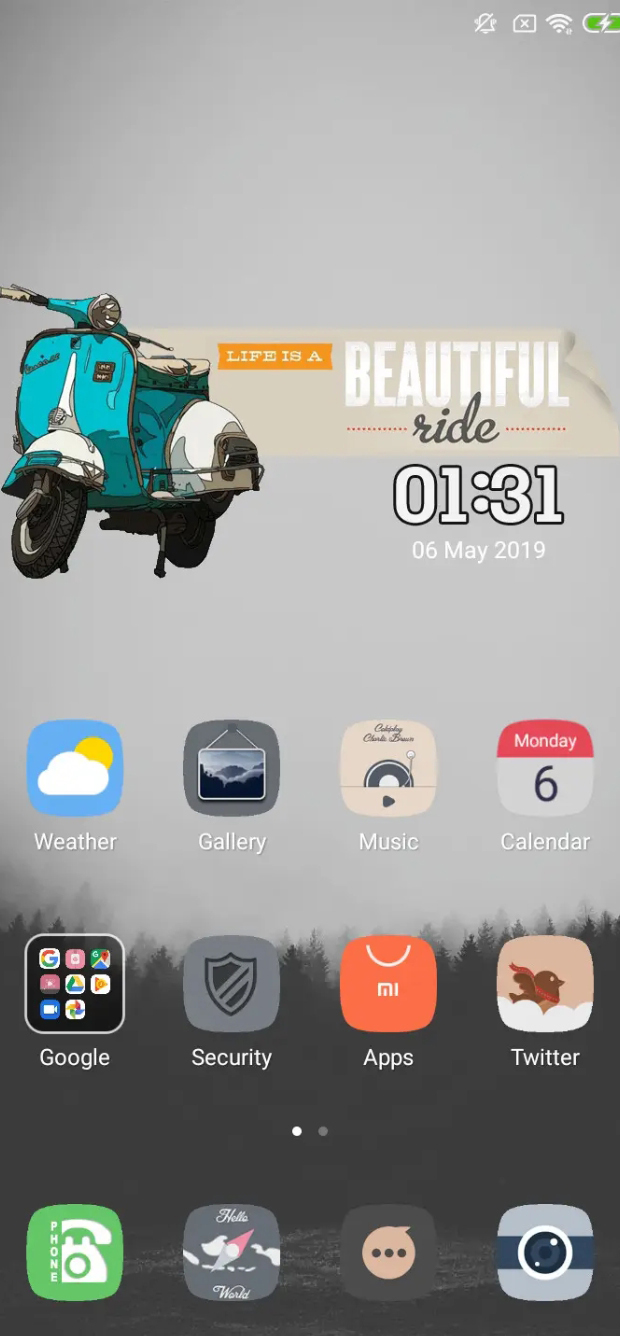 LIFE IS A
BEAUTIFUL
ride
01:31
06 May 2019
Coldplay
Charlie Brown
Monday
6
Weather
Gallery
Music
Calendar
MI
Google
Security
Apps
Twitter
PHONE
Hello
World